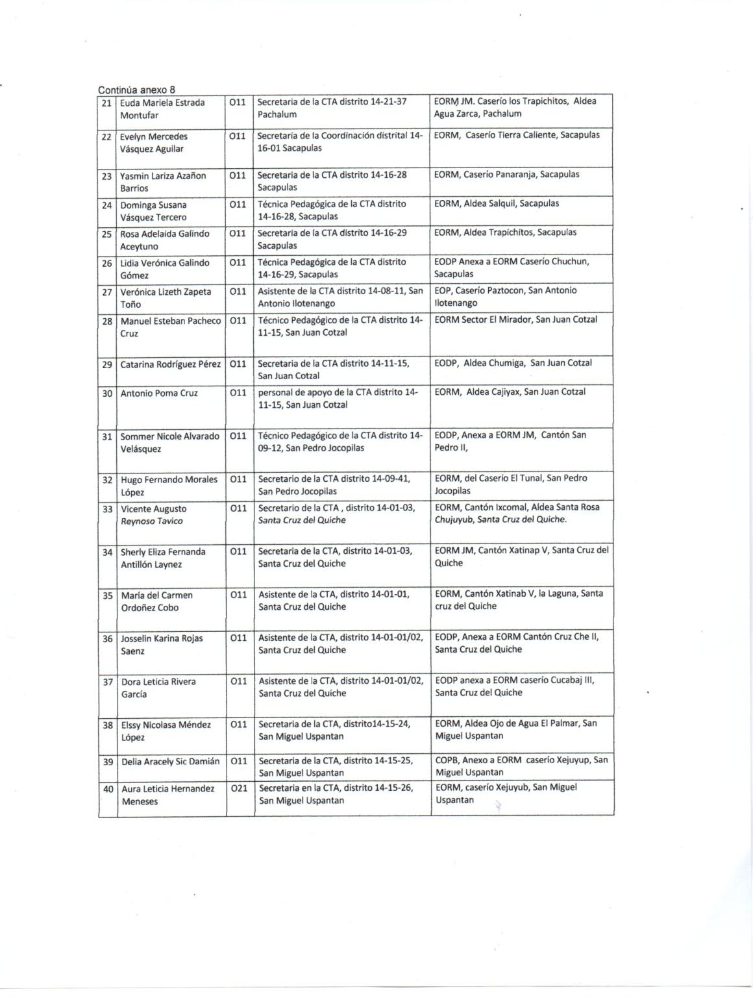 Continúa anexo 8
21 Euda Mariela Estrada Montufar O11 Secretaria de la CTA distrito 14-21-37 Pachalum EORM JM. Caserío los Trapichitos, Aldea Agua Zarca, Pachalum
22 Evelyn Mercedes Vásquez Aguilar O11 Secretaria de la Coordinación distrital 14-16-01 Sacapulas EORM, Caserío Tierra Caliente, Sacapulas
23 Yasmin Lariza Azañon Barrios O11 Secretaria de la CTA distrito 14-16-28 Sacapulas EORM, Caserío Panaranja, Sacapulas
24 Dominga Susana Vásquez Tercero O11 Técnica Pedagógica de la CTA distrito 14-16-28, Sacapulas EORM, Aldea Salquil, Sacapulas
25 Rosa Adelaida Galindo Aceytuno O11 Secretaria de la CTA distrito 14-16-29 Sacapulas EORM, Aldea Trapichitos, Sacapulas
26 Lidia Verónica Galindo Gómez O11 Técnica Pedagógica de la CTA distrito 14-16-29, Sacapulas EODP Anexa a EORM Caserío Chuchun, Sacapulas
27 Verónica Lizeth Zapeta Toño O11 Asistente de la CTA distrito 14-08-11, San Antonio Ilotenango EOP, Caserío Paztocon, San Antonio Ilotenango
28 Manuel Esteban Pacheco Cruz O11 Técnico Pedagógico de la CTA distrito 14-11-15, San Juan Cotzal EORM Sector El Mirador, San Juan Cotzal
29 Catarina Rodríguez Pérez O11 Secretaria de la CTA distrito 14-11-15, San Juan Cotzal EODP, Aldea Chumiga, San Juan Cotzal
30 Antonio Poma Cruz O11 personal de apoyo de la CTA distrito 14-11-15, San Juan Cotzal EORM, Aldea Cajiyax, San Juan Cotzal
31 Sommer Nicole Alvarado Velásquez O11 Técnico Pedagógico de la CTA distrito 14-09-12, San Pedro Jocopilas EODP, Anexa a EORM JM, Cantón San Pedro II,
32 Hugo Fernando Morales López O11 Secretario de la CTA distrito 14-09-41, San Pedro Jocopilas EORM, del Caserío El Tunal, San Pedro Jocopilas
33 Vicente Augusto Reynoso Tavico O11 Secretario de la CTA , distrito 14-01-03, Santa Cruz del Quiche EORM, Cantón Ixcomal, Aldea Santa Rosa Chujuyub, Santa Cruz del Quiche.
34 Sherly Eliza Fernanda Antillón Laynez O11 Secretaria de la CTA, distrito 14-01-03, Santa Cruz del Quiche EORM JM, Cantón Xatinap V, Santa Cruz del Quiche
35 María del Carmen Ordoñez Cobo O11 Asistente de la CTA, distrito 14-01-01, Santa Cruz del Quiche EORM, Cantón Xatinab V, la Laguna, Santa cruz del Quiche
36 Josselin Karina Rojas Saenz O11 Asistente de la CTA, distrito 14-01-01/02, Santa Cruz del Quiche EODP, Anexa a EORM Cantón Cruz Che II, Santa Cruz del Quiche
37 Dora Leticia Rivera García O11 Asistente de la CTA, distrito 14-01-01/02, Santa Cruz del Quiche EODP anexa a EORM caserío Cucabaj III, Santa Cruz del Quiche
38 Elssy Nicolasa Méndez López O11 Secretaria de la CTA, distrito14-15-24, San Miguel Uspantan EORM, Aldea Ojo de Agua El Palmar, San Miguel Uspantan
39 Delia Aracely Sic Damián O11 Secretaria de la CTA, distrito 14-15-25, San Miguel Uspantan COPB, Anexo a EORM caserío Xejuyup, San Miguel Uspantan
40 Aura Leticia Hernandez Meneses O21 Secretaria en la CTA, distrito 14-15-26, San Miguel Uspantan EORM, caserío Xejuyub, San Miguel Uspantan